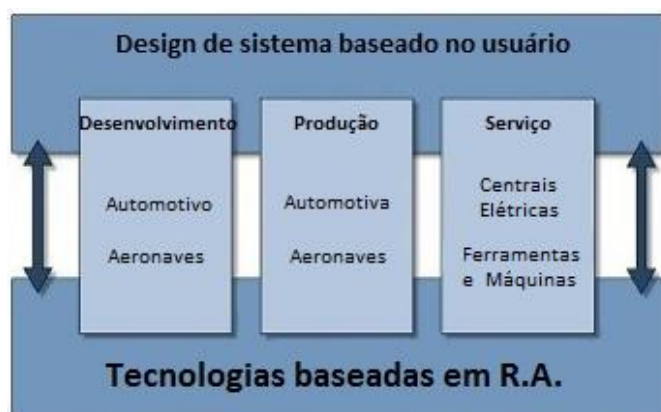 Design de sistema baseado no usuário
Desenvolvimento
Automotivo
Aeronaves
Produção
Automotiva
Aeronaves
Serviço
Centrais
Elétricas
Ferramentas
e Máquinas
Tecnologias baseadas em R.A.